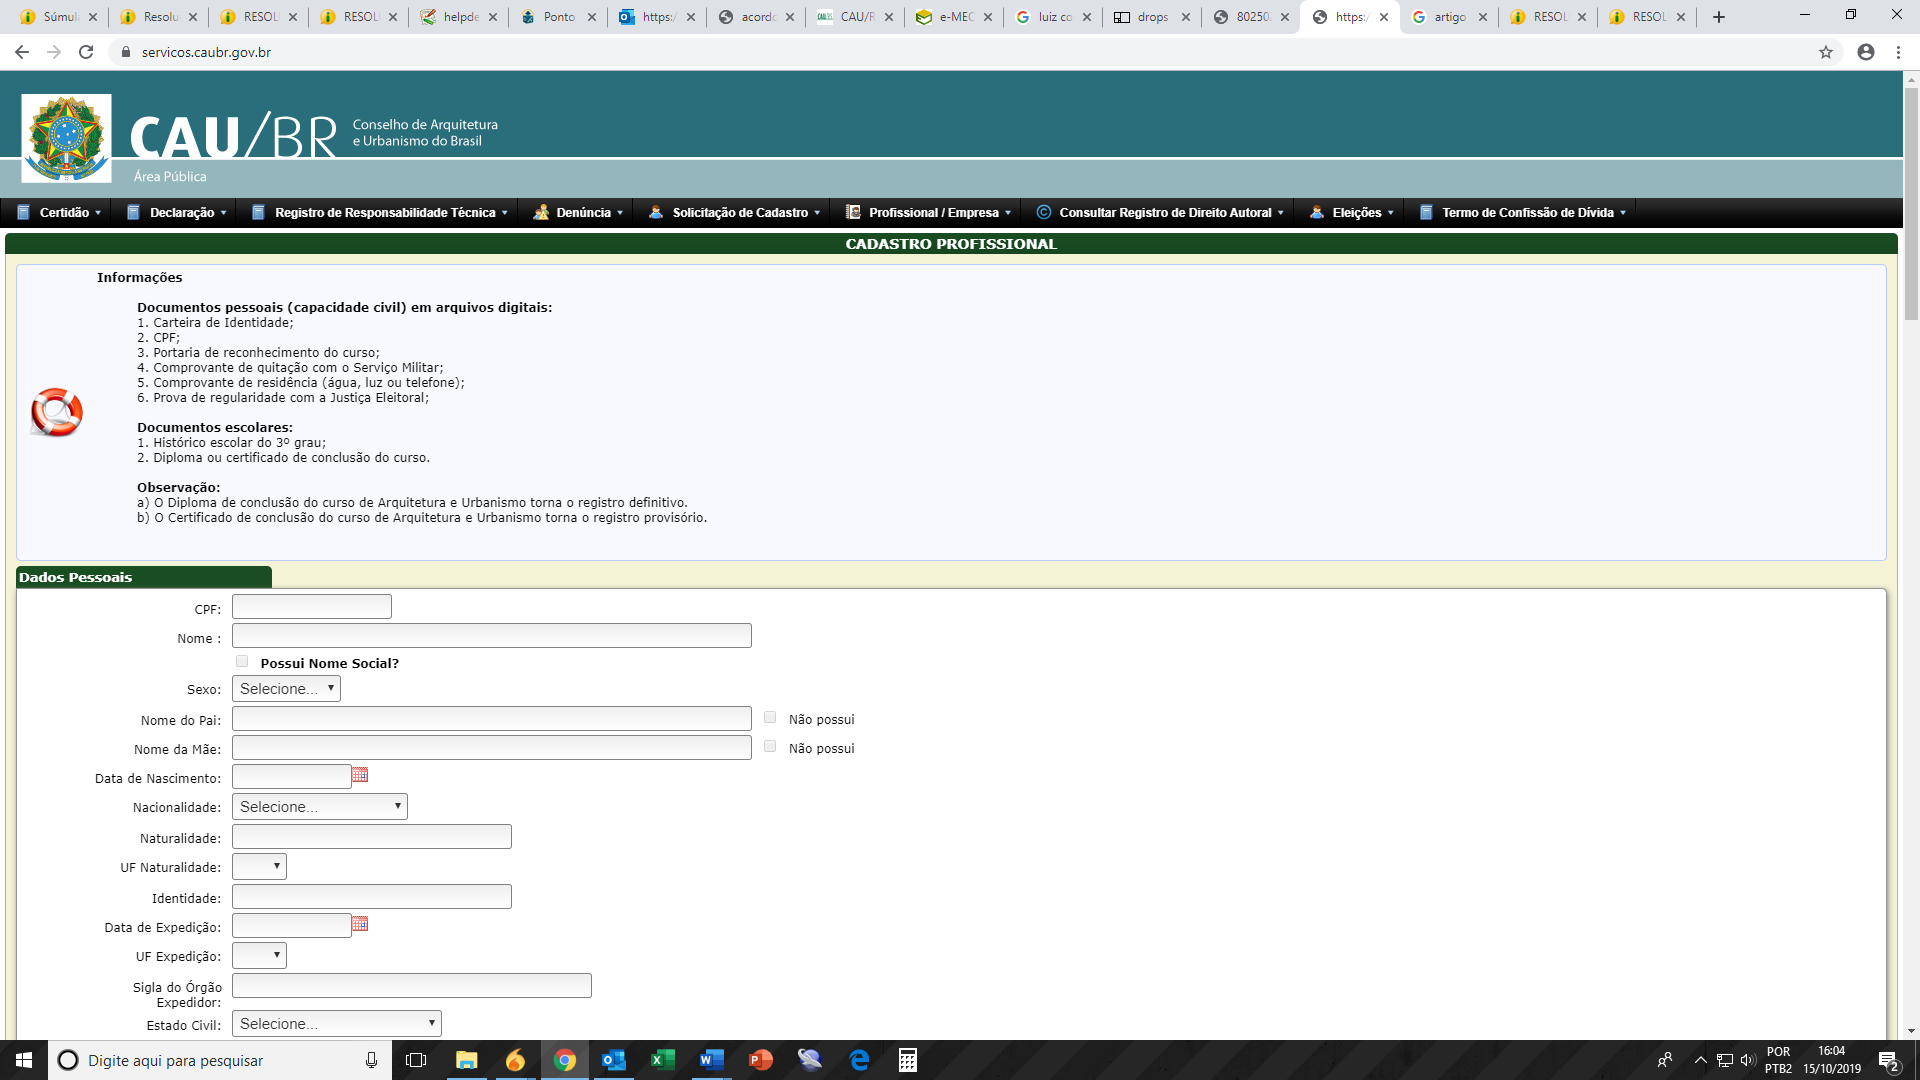 Súmula
Resolu
RESOL
RESOL
helpde
Ponto
https:/
acordo
CAU/R
e-MEC
luiz co
drops
80250
https:/
artigo
RESOL
RESOL
servicos.caubr.gov.br
CAU/BR
Conselho de Arquitetura
e Urbanismo do Brasil
Área Pública
Certidão Declaração Registro de Responsabilidade Técnica Denúncia Solicitação de Cadastro Profissional / Empresa Consultar Registro de Direito Autoral Eleições Termo de Confissão de Dívida
CADASTRO PROFISSIONAL
Informações
Documentos pessoais (capacidade civil) em arquivos digitais:
1. Carteira de Identidade;
2. CPF;
3. Portaria de reconhecimento do curso;
4. Comprovante de quitação com o Serviço Militar;
5. Comprovante de residência (água, luz ou telefone);
6. Prova de regularidade com a Justiça Eleitoral;
Documentos escolares:
1. Histórico escolar do 3º grau;
2. Diploma ou certificado de conclusão do curso.
Observação:
a) O Diploma de conclusão do curso de Arquitetura e Urbanismo torna o registro definitivo.
b) O Certificado de conclusão do curso de Arquitetura e Urbanismo torna o registro provisório.
Dados Pessoais
CPF:
Nome :
Possui Nome Social?
Sexo: Selecione...
Nome do Pai: Não possui
Nome da Mãe: Não possui
Data de Nascimento:
Nacionalidade: Selecione...
Naturalidade:
UF Naturalidade:
Identidade:
Data de Expedição:
UF Expedição:
Sigla do Órgão
Expedidor:
Estado Civil: Selecione...
Digite aqui para pesquisar
POR
PTB2
16:04
15/10/2019
2